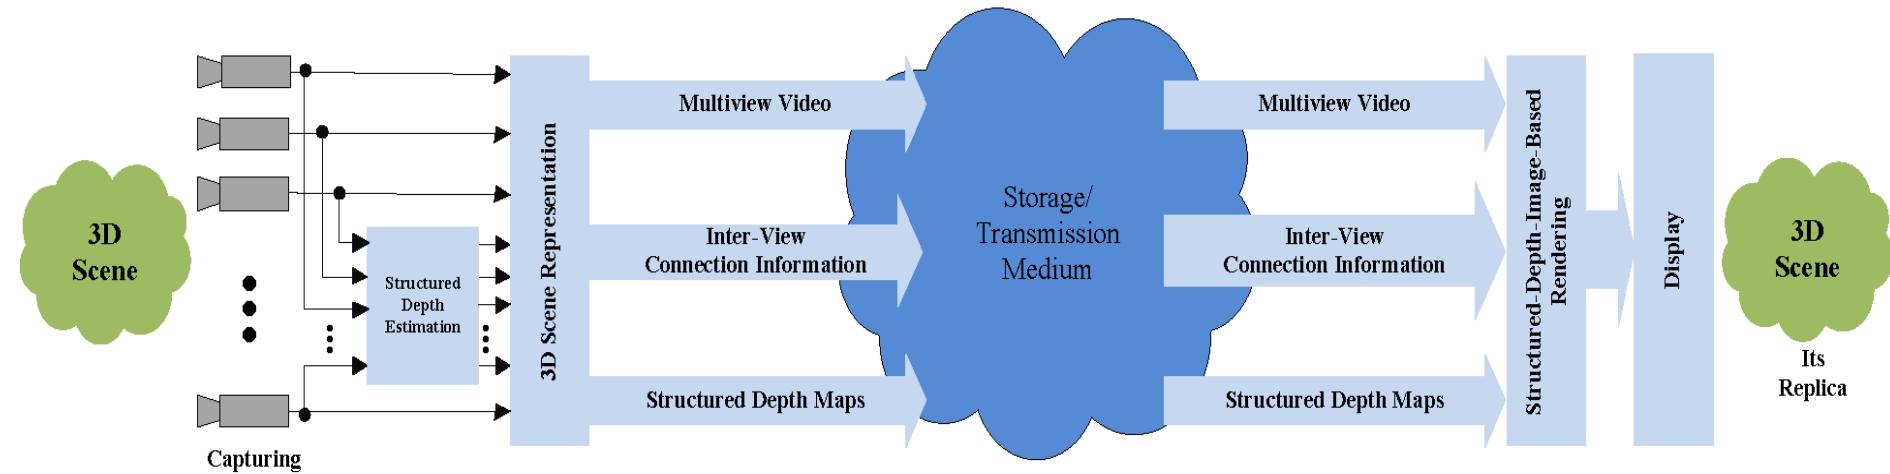 3D
Scene
Capturing
Structured
Depth
Estimation
3D Scene Representation
Multiview Video
Inter-View
Connection Information
Structured Depth Maps
Storage/
Transmission
Medium
Multiview Video
Inter-View
Connection Information
Structured Depth Maps
Structured-Depth-Image-Based
Rendering
Display
3D
Scene
Its
Replica